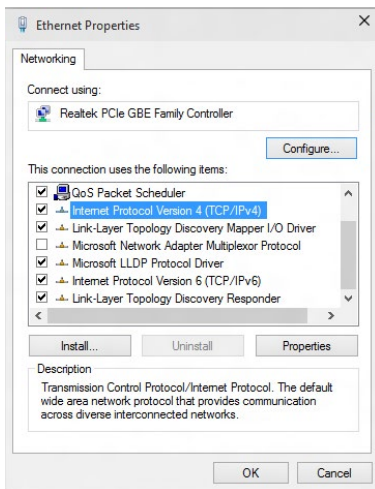 Ethernet Properties
Networking
Connect using:
Realtek PCIe GBE Family Controller
Configure...
This connection uses the following items:
QoS Packet Scheduler
Internet Protocol Version 4 (TCP/IPv4)
Link-Layer Topology Discovery Mapper I/O Driver
Microsoft Network Adapter Multiplexor Protocol
Microsoft LLDP Protocol Driver
Internet Protocol Version 6 (TCP/IPv6)
Link-Layer Topology Discovery Responder
Install... Uninstall Properties
Description
Transmission Control Protocol/Internet Protocol. The default
wide area network protocol that provides communication
across diverse interconnected networks.
OK Cancel